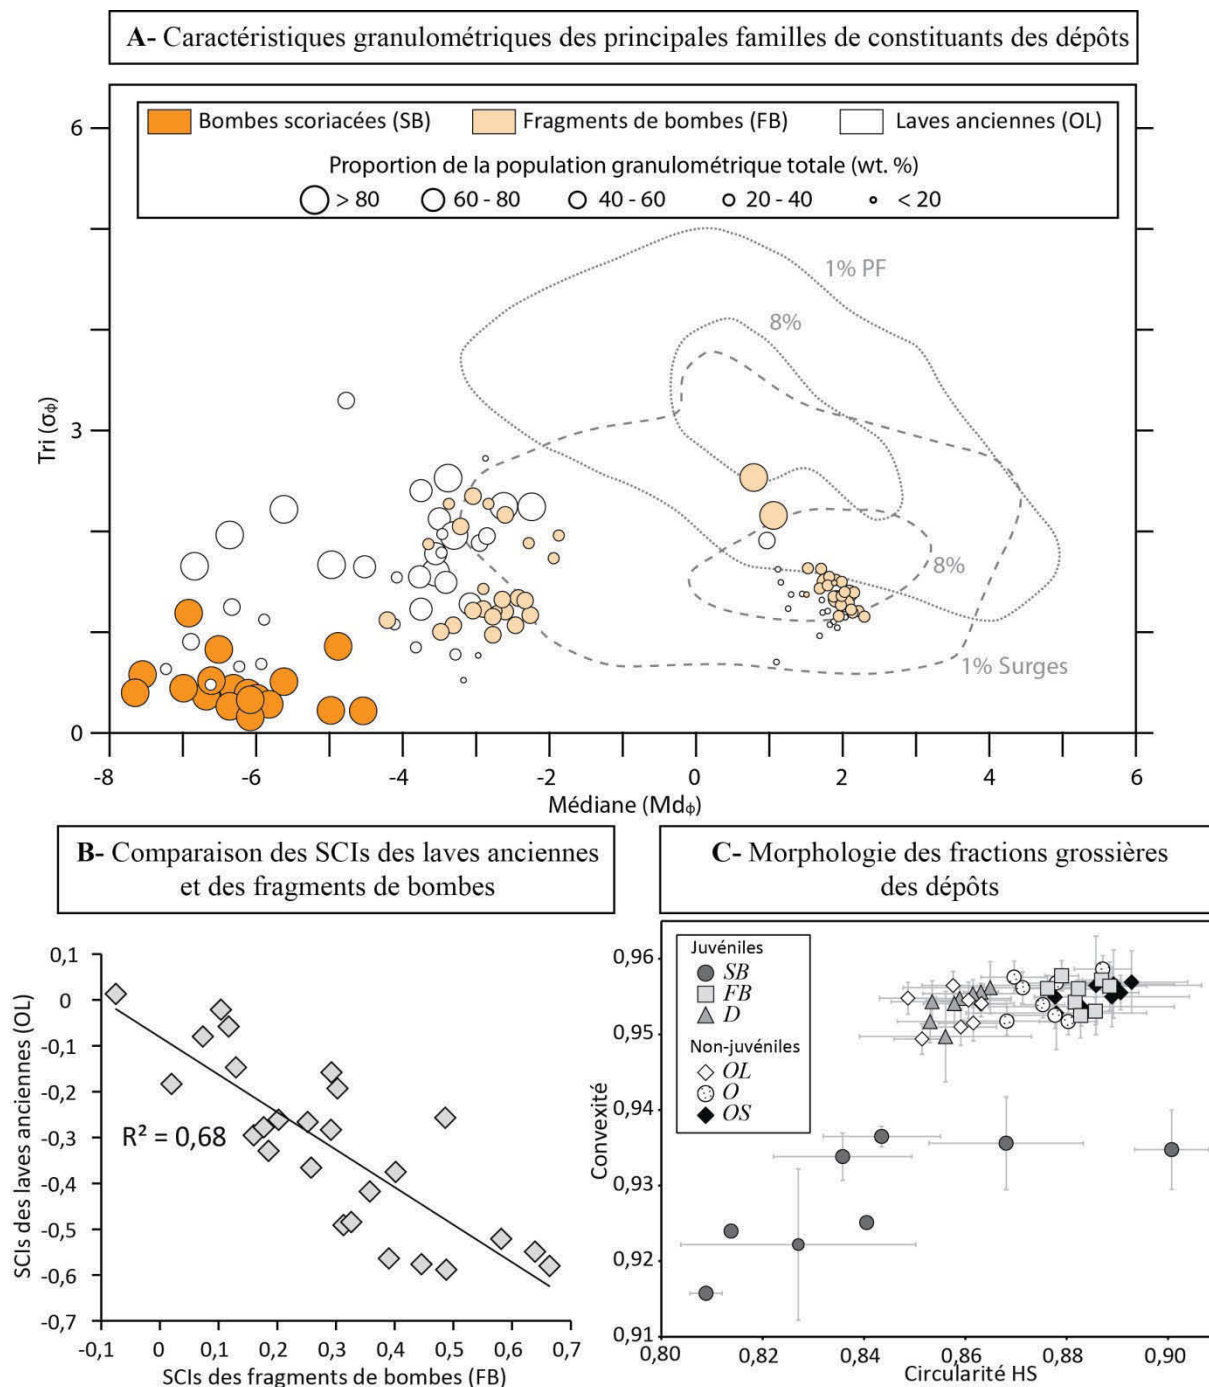 A- Caractéristiques granulométriques des principales familles de constituants des dépôts
Bombes scoriacées (SB) Fragments de bombes (FB) Laves anciennes (OL)
Proportion de la population granulométrique totale (wt. %)
> 80 60 - 80 40 - 60 20 - 40 < 20
6
3
0
Tri (σϕ)
1% PF
8%
8%
1% Surges
-8 -6 -4 -2 0 2 4 6
Médiane (Mdϕ)
B- Comparaison des SCIs des laves anciennes
et des fragments de bombes
0,1
0
-0,1
-0,2
-0,3
-0,4
-0,5
-0,6
-0,7
SCIs des laves anciennes (OL)
R² = 0,68
-0,1 0 0,1 0,2 0,3 0,4 0,5 0,6 0,7
SCIs des fragments de bombes (FB)
C- Morphologie des fractions grossières
des dépôts
Juvéniles
SB
FB
D
Non-juvéniles
OL
O
OS
0,96
0,95
0,94
0,93
0,92
0,91
Convexité
0,80 0,82 0,84 0,86 0,88 0,90
Circularité HS